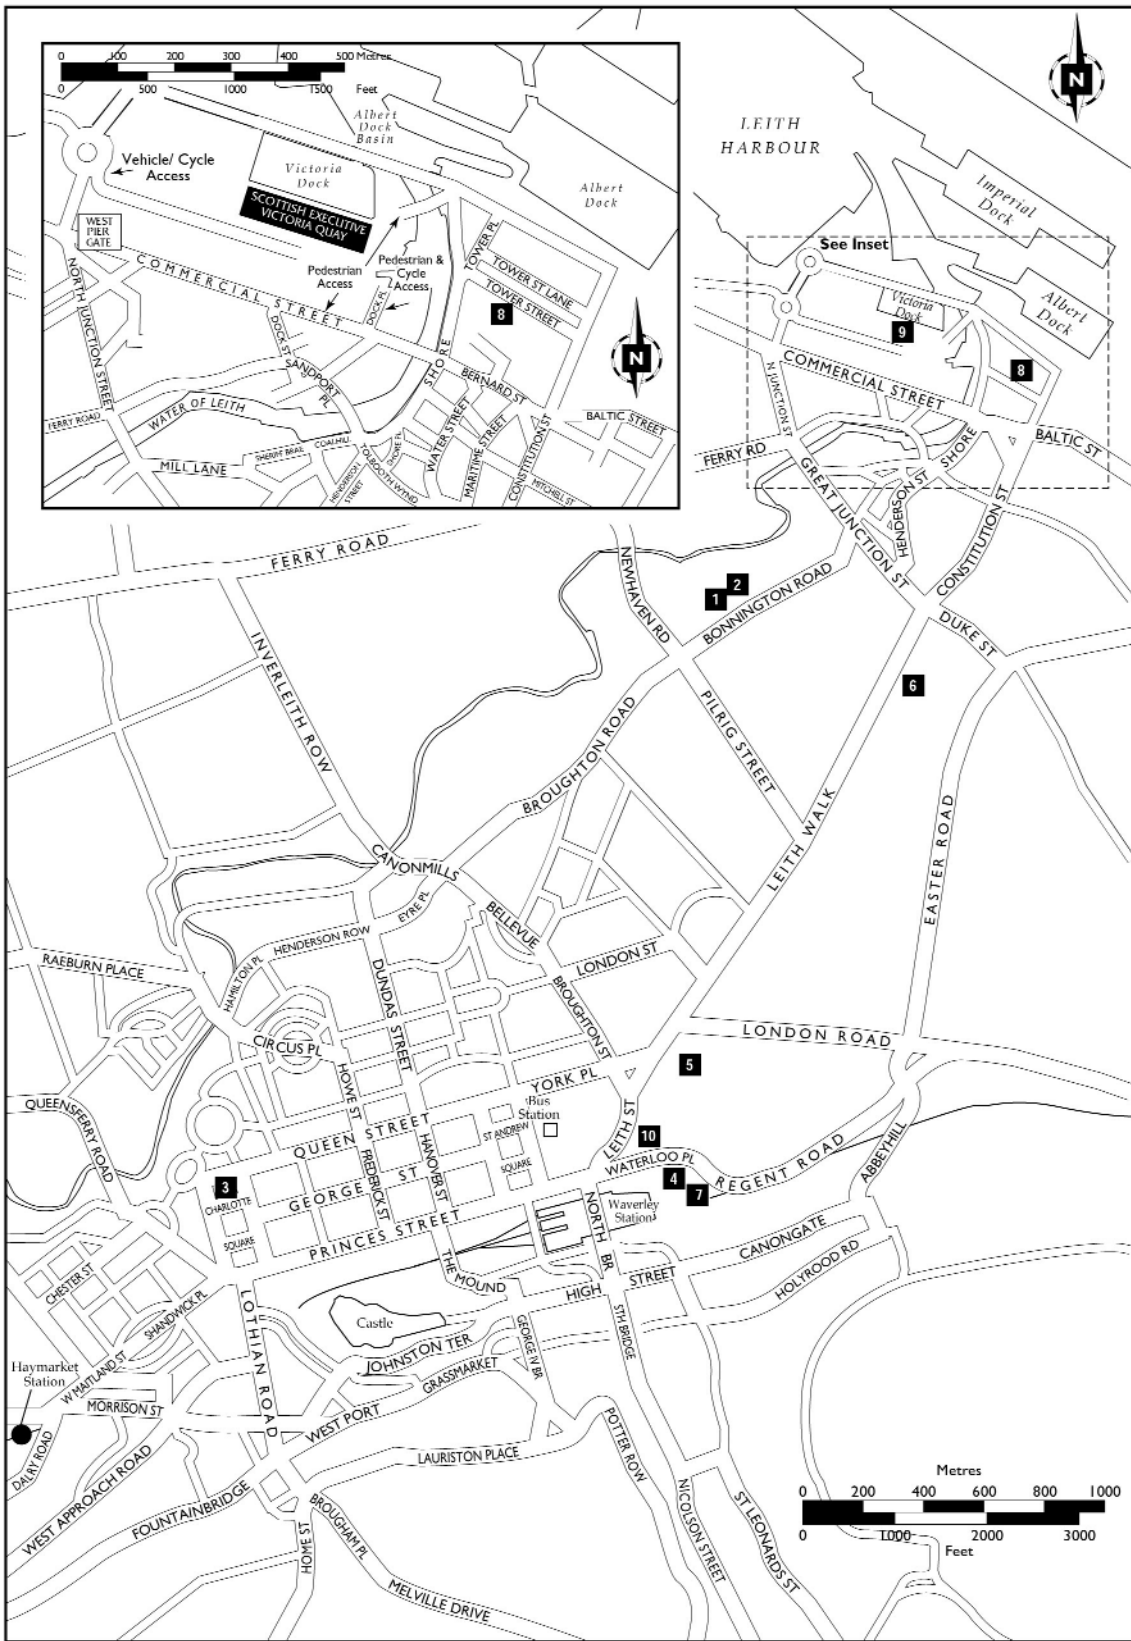 0 100 200 300 400 500 Metres
0 500 1000 1500 Feet
N
Albert
Dock
Basin
Victoria
Dock
Albert
Dock
Vehicle/ Cycle
Access
SCOTTISH EXECUTIVE
VICTORIA QUAY
WEST
PIER
GATE
Pedestrian
Access
Pedestrian &
Cycle
Access
TOWER PL
TOWER ST LANE
TOWER STREET
8
COMMERCIAL STREET
NORTH JUNCTION STREET
DOCK PL
DOCK ST
SANDPORT
PL
SHORE
BERNARD ST
BALTIC STREET
FERRY ROAD
WATER OF LEITH
MILL LANE
SHERIFF BRAE
COALHILL
SHORE PL
TOLBOOTH WYND
HENDERSON
STREET
WATER STREET
MARITIME STREET
CONSTITUTION ST
MITCHELL ST
N
N
LEITH
HARBOUR
Imperial
Dock
See Inset
Victoria
Dock
Albert
Dock
9
8
COMMERCIAL STREET
N JUNCTION ST
BALTIC ST
SHORE
FERRY RD
GREAT JUNCTION ST
HENDERSON ST
CONSTITUTION ST
FERRY ROAD
NEWHAVEN RD
1
2
BONNINGTON ROAD
DUKE ST
INVERLEITH ROW
6
PILRIG STREET
BROUGHTON ROAD
LEITH WALK
EASTER ROAD
CANONMILLS
EYRE PL
BELLEVUE
HENDERSON ROW
LONDON ST
RAEBURN PLACE
HAMILTON PL
DUNDAS STREET
BROUGHTON ST
LONDON ROAD
CIRCUS PL
5
HOWE ST
YORK PL
Bus
Station
QUEENSFERRY ROAD
QUEEN STREET
ST ANDREW
SQUARE
LEITH ST
10
HANOVER ST
FREDERICK ST
WATERLOO PL
REGENT ROAD
ABBEYHILL
3
CHARLOTTE
SQUARE
GEORGE ST
4
7
PRINCES STREET
NORTH BR
Waverley
Station
CANONGATE
THE MOUND
HOLYROOD RD
CHESTER ST
HIGH STREET
SHANDWICK PL
LOTHIAN ROAD
Castle
STH BRIDGE
GEORGE IV BR
JOHNSTON TER
GRASSMARKET
Haymarket
Station
W MAITLAND ST
MORRISON ST
WEST PORT
DALRY ROAD
POTTER ROW
LAURISTON PLACE
WEST APPROACH ROAD
FOUNTAINBRIDGE
BROUGHAM PL
HOME ST
NICOLSON STREET
ST LEONARDS ST
MELVILLE DRIVE
Metres
0 200 400 600 800 1000
0 1000 2000 3000
Feet